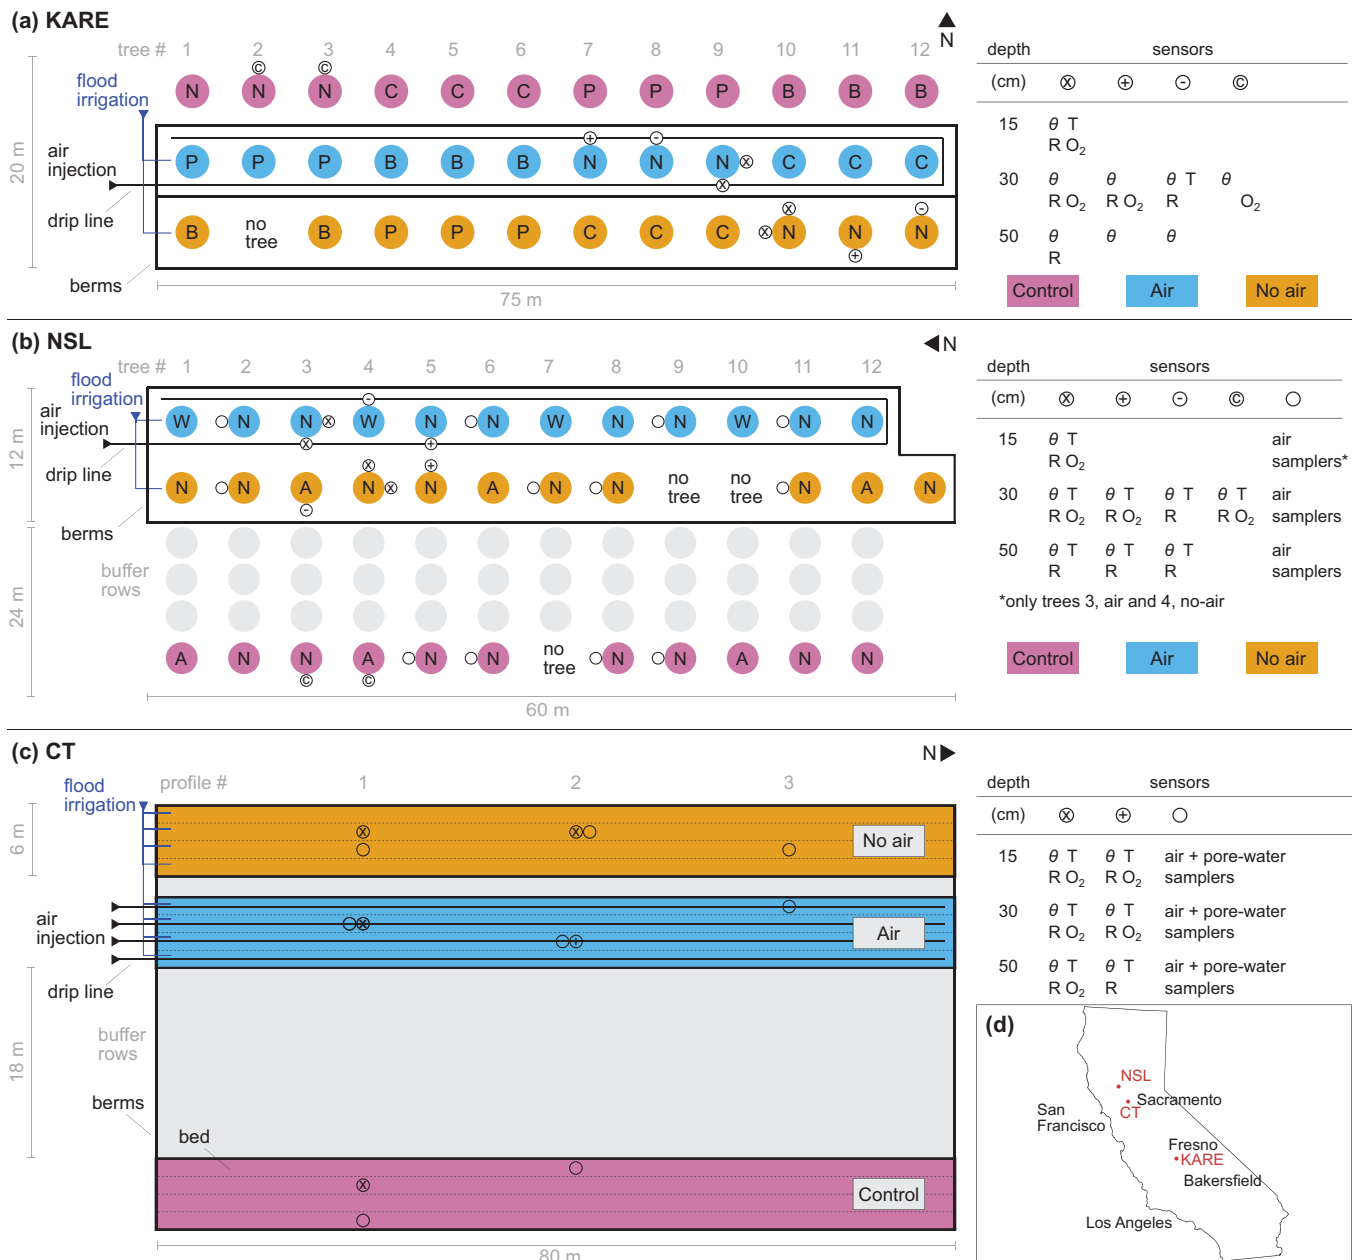 (a) KARE
N
tree # 1 2 3 4 5 6 7 8 9 10 11 12
© ©
flood
irrigation
N N N C C C P P P B B B
air
injection
+ -
P P P B B B N N N x C C C
x
drip line
x -
B no
tree B P P P C C C x N N N
+
berms
20 m
75 m
depth sensors
(cm) ⊗ ⊕ ⊖ ©
15 θ T
R O₂
30 θ θ θ T θ
R O₂ R O₂ R O₂
50 θ θ θ
R
Control Air No air
(b) NSL
N
tree # 1 2 3 4 5 6 7 8 9 10 11 12
flood
irrigation
air
injection
-
W N N x W N N W N N W N N
x +
drip line
x +
N N A N x N A N N no
tree no
tree N A N
-
berms
buffer
rows
A N N A N N no
tree N N A N N
© ©
12 m
24 m
60 m
depth sensors
(cm) ⊗ ⊕ ⊖ © ○
15 θ T air
R O₂ samplers*
30 θ T θ T θ T θ T air
R O₂ R O₂ R R O₂ samplers
50 θ T θ T θ T air
R R R samplers
*only trees 3, air and 4, no-air
Control Air No air
(c) CT
N
profile # 1 2 3
flood
irrigation
No air
air
injection
Air
drip line
buffer
rows
berms
bed
Control
6 m
18 m
80 m
depth sensors
(cm) ⊗ ⊕ ○
15 θ T θ T air + pore-water
R O₂ R O₂ samplers
30 θ T θ T air + pore-water
R O₂ R O₂ samplers
50 θ T θ T air + pore-water
R O₂ R samplers
(d)
NSL
Sacramento
CT
San
Francisco
Fresno
KARE
Bakersfield
Los Angeles